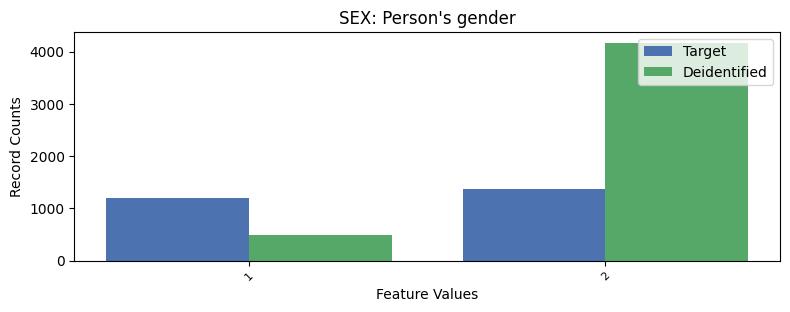 SEX: Person's gender
Target
Deidentified
4000
3000
2000
1000
0
Record Counts
1
2
Feature Values